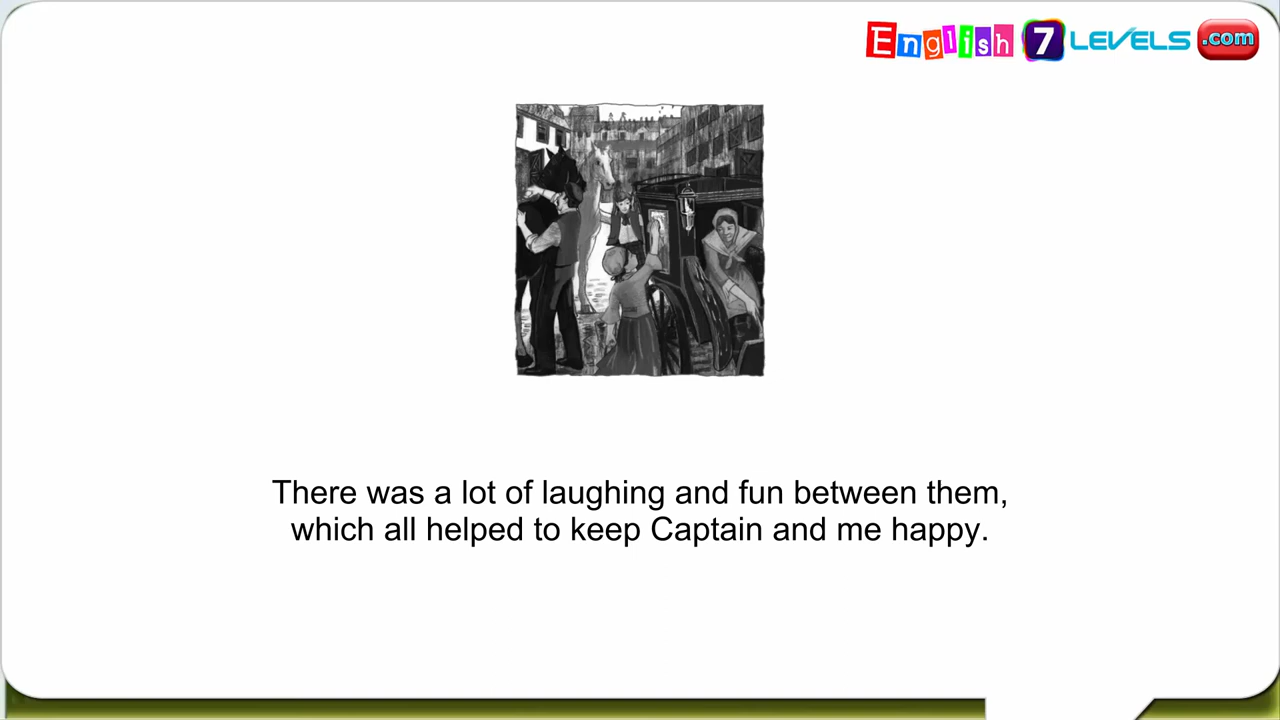 English 7 LEVELS .com
There was a lot of laughing and fun between them,
which all helped to keep Captain and me happy.